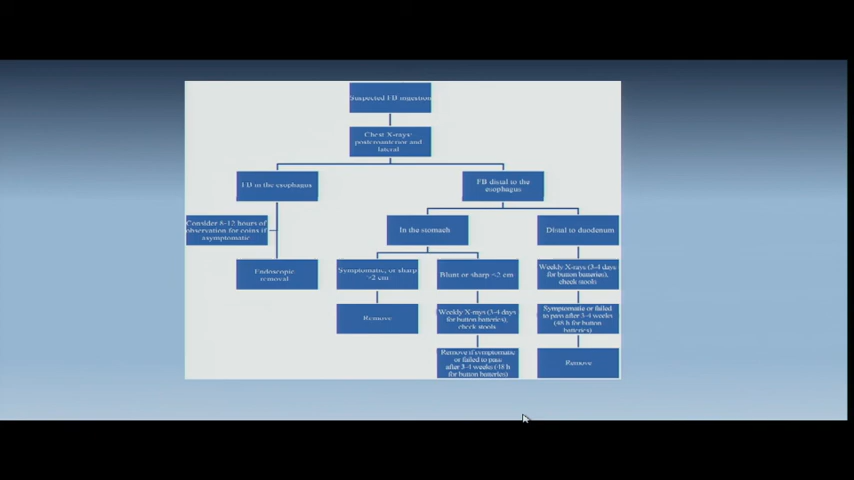 Suspected FB ingestion
Chest X-rays:
posteroanterior and
lateral
FB in the esophagus
FB distal to the
esophagus
Consider 8-12 hours of
observation for coins if
asymptomatic
In the stomach
Distal to duodenum
Endoscopic
removal
Symptomatic, or sharp
2 cm
Blunt or sharp <2 cm
Weekly X-rays (3-4 days
for button batteries),
check stools
Remove
Weekly X-rays (3-4 days
for button batteries),
check stools
Symptomatic or failed
to pass after 3-4 weeks
(48 h for button
batteries)
Remove if symptomatic
or failed to pass
after 3-4 weeks (48 h
for button batteries)
Remove